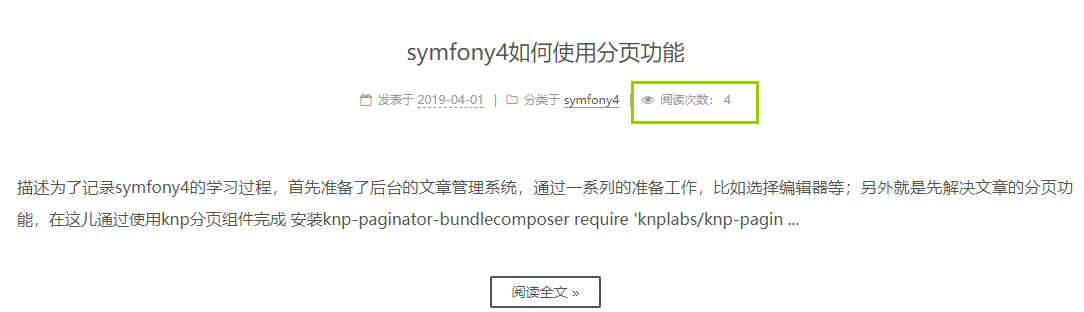 symfony4如何使用分页功能
发表于 2019-04-01 | 分类于 symfony4 | 阅读次数： 4
描述为了记录symfony4的学习过程，首先准备了后台的文章管理系统，通过一系列的准备工作，比如选择编辑器等；另外就是先解决文章的分页功
能，在这儿通过使用knp分页组件完成 安装knp-paginator-bundlecomposer require 'knplabs/knp-pagin ...
阅读全文 »